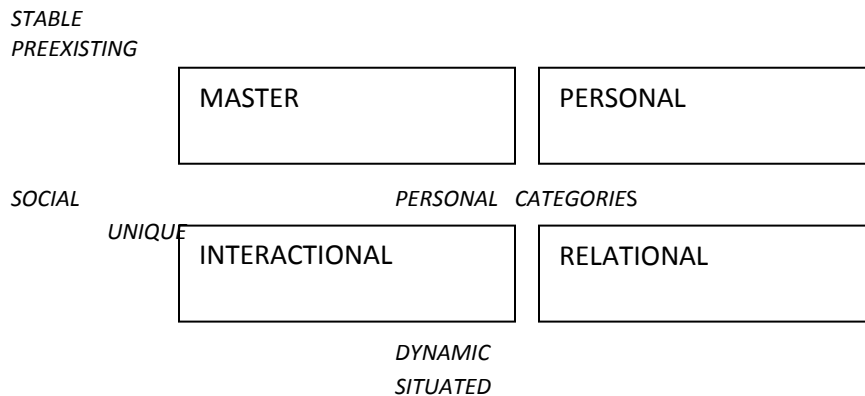 STABLE
PREEXISTING
MASTER PERSONAL
SOCIAL PERSONAL CATEGORIES
UNIQUE
INTERACTIONAL RELATIONAL
DYNAMIC
SITUATED